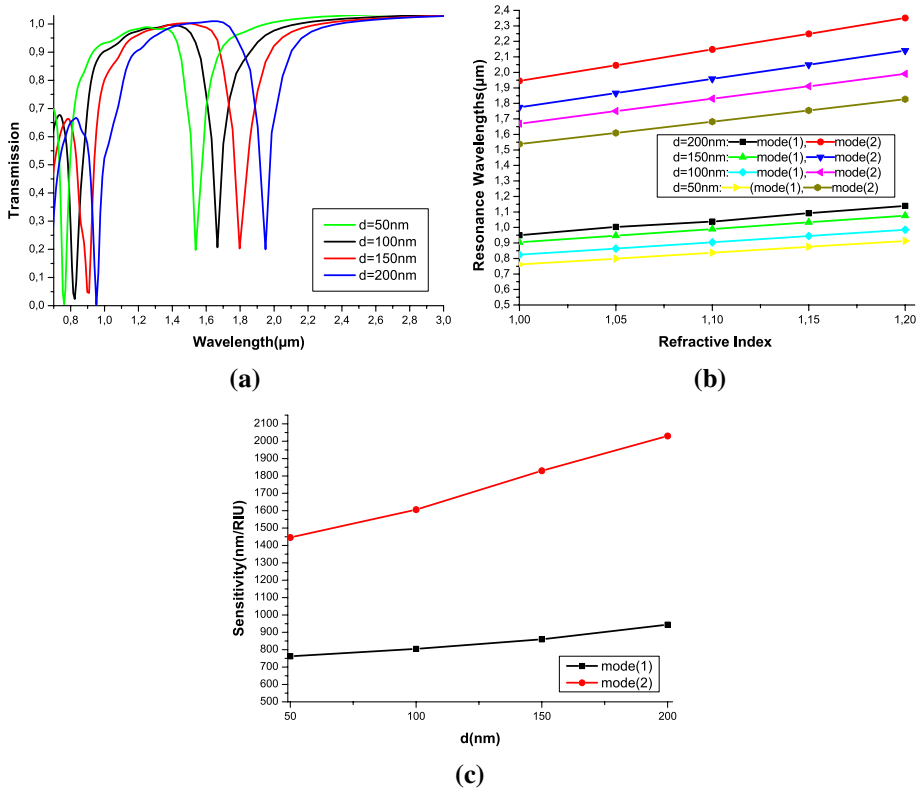 1,0
0,9
0,8
0,7
0,6
0,5
0,4
0,3
0,2
0,1
0,0
Transmission
0,8 1,0 1,2 1,4 1,6 1,8 2,0 2,2 2,4 2,6 2,8 3,0
Wavelength(µm)
d=50nm
d=100nm
d=150nm
d=200nm
(a)
2,4
2,3
2,2
2,1
2,0
1,9
1,8
1,7
1,6
1,5
1,4
1,3
1,2
1,1
1,0
0,9
0,8
0,7
0,6
0,5
Resonance Wavelengths(µm)
d=200nm: mode(1), mode(2)
d=150nm: mode(1), mode(2)
d=100nm: mode(1), mode(2)
d=50nm: (mode(1), mode(2)
1,00 1,05 1,10 1,15 1,20
Refractive Index
(b)
2100
2000
1900
1800
1700
1600
1500
1400
1300
1200
1100
1000
900
800
700
600
500
Sensitivity(nm/RIU)
mode(1)
mode(2)
50 100 150 200
d(nm)
(c)